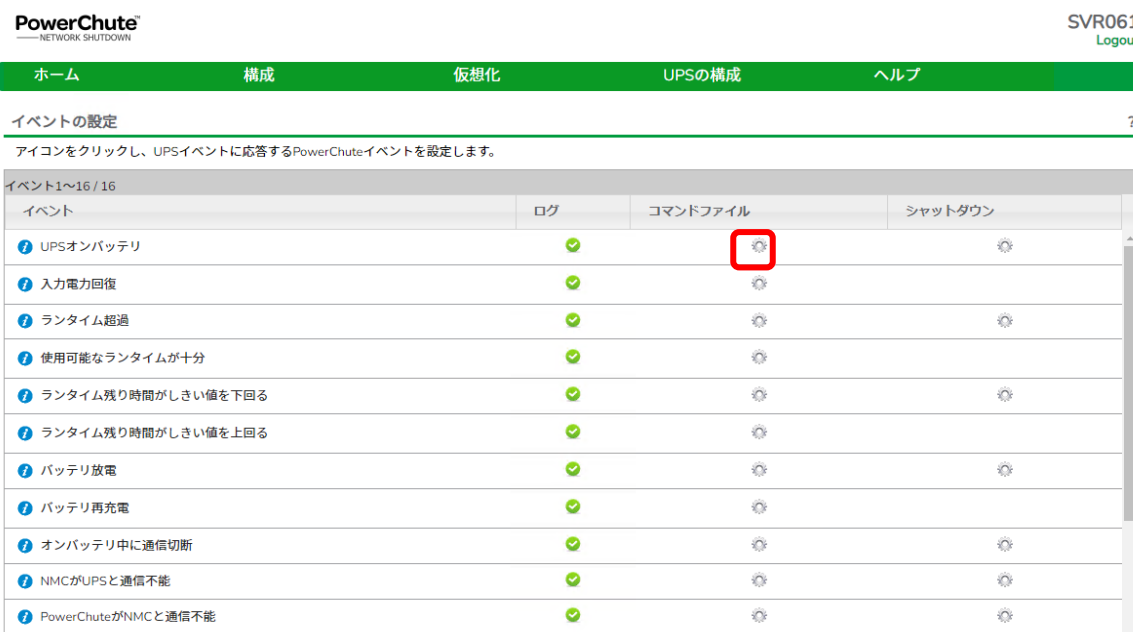 PowerChute™
NETWORK SHUTDOWN
SVR061
Logou
ホーム 構成 仮想化 UPSの構成 ヘルプ
イベントの設定 ?
アイコンをクリックし、UPSイベントに応答するPowerChuteイベントを設定します。
イベント1～16 / 16
イベント ログ コマンドファイル シャットダウン
UPSオンバッテリ
入力電力回復
ランタイム超過
使用可能なランタイムが十分
ランタイム残り時間がしきい値を下回る
ランタイム残り時間がしきい値を上回る
バッテリ放電
バッテリ再充電
オンバッテリ中に通信切断
NMCがUPSと通信不能
PowerChuteがNMCと通信不能